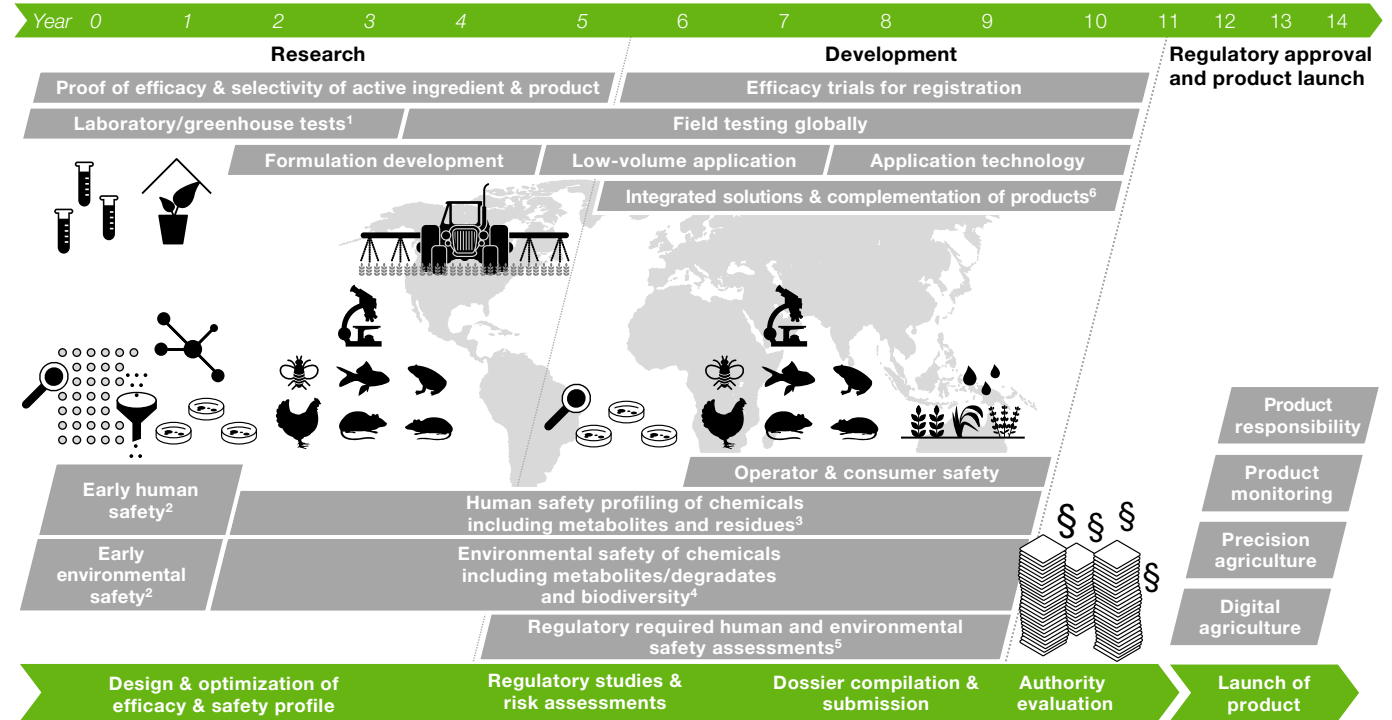 Year 0 1 2 3 4 5 6 7 8 9 10 11 12 13 14
Research
Development
Regulatory approval
and product launch
Proof of efficacy & selectivity of active ingredient & product
Efficacy trials for registration
Laboratory/greenhouse tests¹
Field testing globally
Formulation development
Low-volume application
Application technology
Integrated solutions & complementation of products⁶
Product
responsibility
Operator & consumer safety
Product
monitoring
Early human
safety²
Human safety profiling of chemicals
including metabolites and residues³
§ § §
Precision
agriculture
Early
environmental
safety²
Environmental safety of chemicals
including metabolites/degradates
and biodiversity⁴
§
Digital
agriculture
Regulatory required human and environmental
safety assessments⁵
Design & optimization of
efficacy & safety profile
Regulatory studies &
risk assessments
Dossier compilation &
submission
Authority
evaluation
Launch of
product